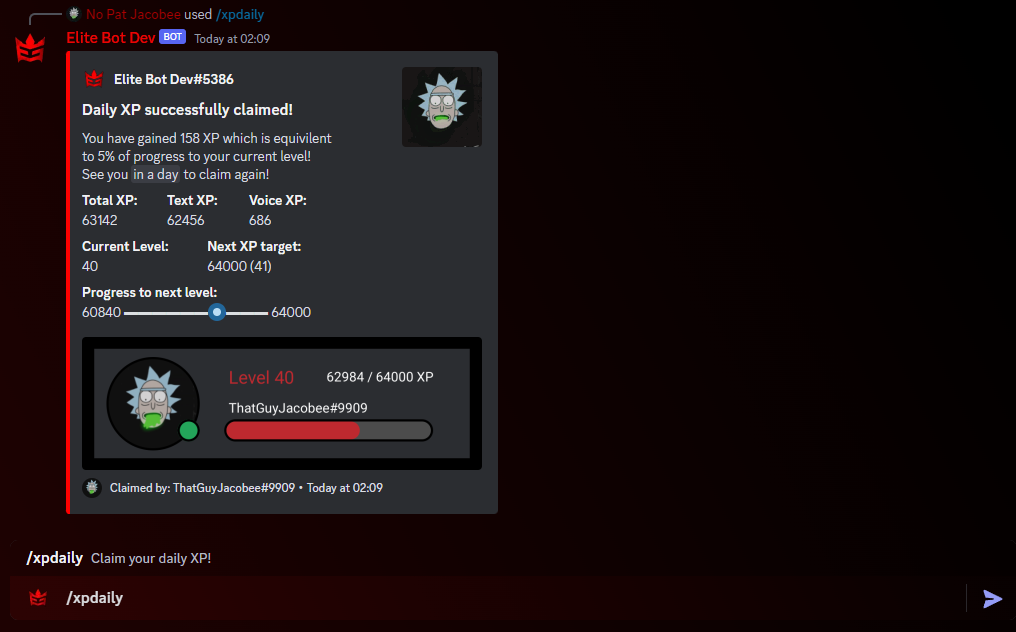 No Pat Jacobee used /xpdaily
Elite Bot Dev BOT Today at 02:09
Elite Bot Dev#5386
Daily XP successfully claimed!
You have gained 158 XP which is equivilent
to 5% of progress to your current level!
See you in a day to claim again!
Total XP: Text XP: Voice XP:
63142 62456 686
Current Level: Next XP target:
40 64000 (41)
Progress to next level:
60840 64000
Level 40 62984 / 64000 XP
ThatGuyJacobee#9909
Claimed by: ThatGuyJacobee#9909 • Today at 02:09
/xpdaily Claim your daily XP!
/xpdaily